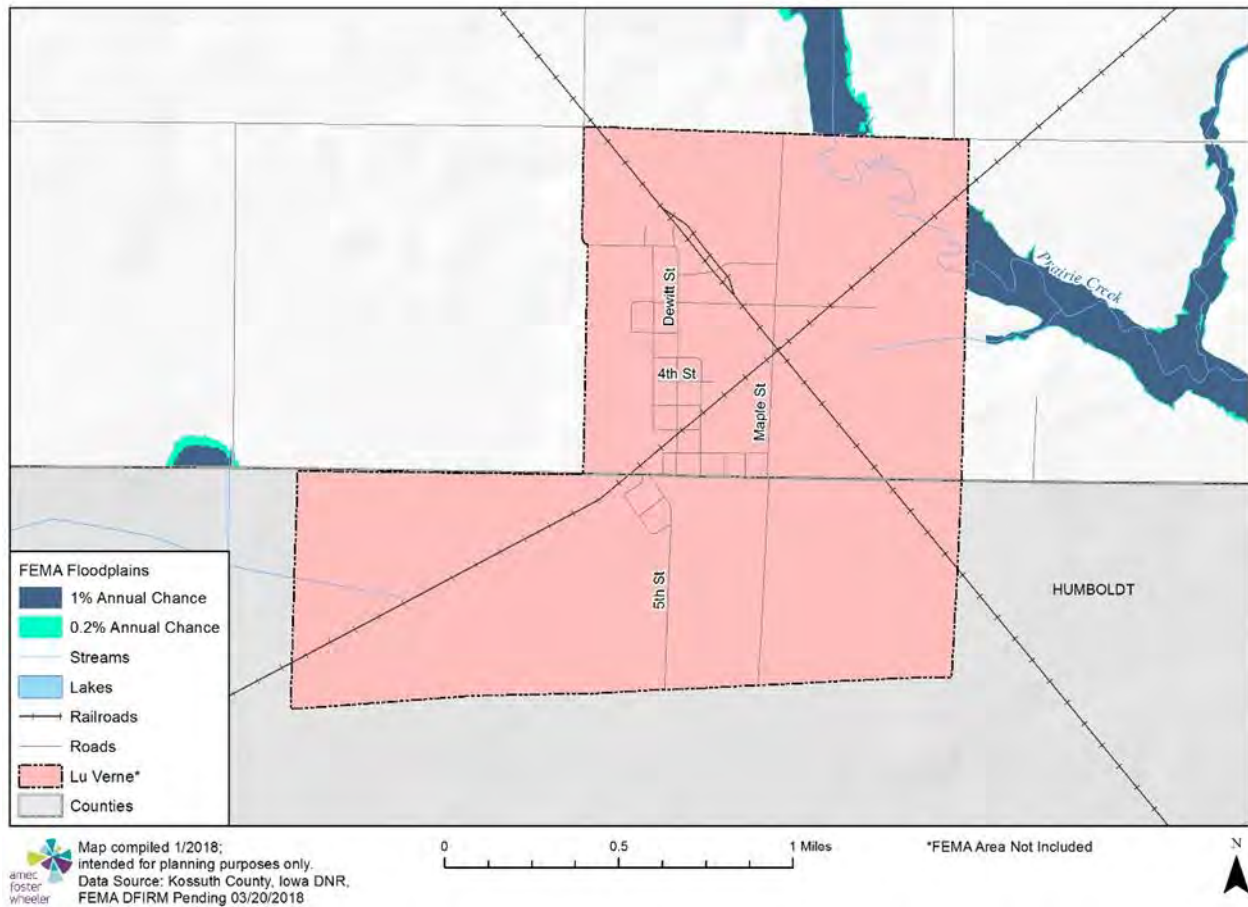 Prairie Creek
Dewitt St
4th St
Maple St
5th St
HUMBOLDT
FEMA Floodplains
1% Annual Chance
0.2% Annual Chance
Streams
Lakes
Railroads
Roads
Lu Verne*
Counties
amec
foster
wheeler
Map compiled 1/2018;
intended for planning purposes only.
Data Source: Kossuth County, Iowa DNR,
FEMA DFIRM Pending 03/20/2018
0 0.5 1 Milos
*FEMA Area Not Included
N